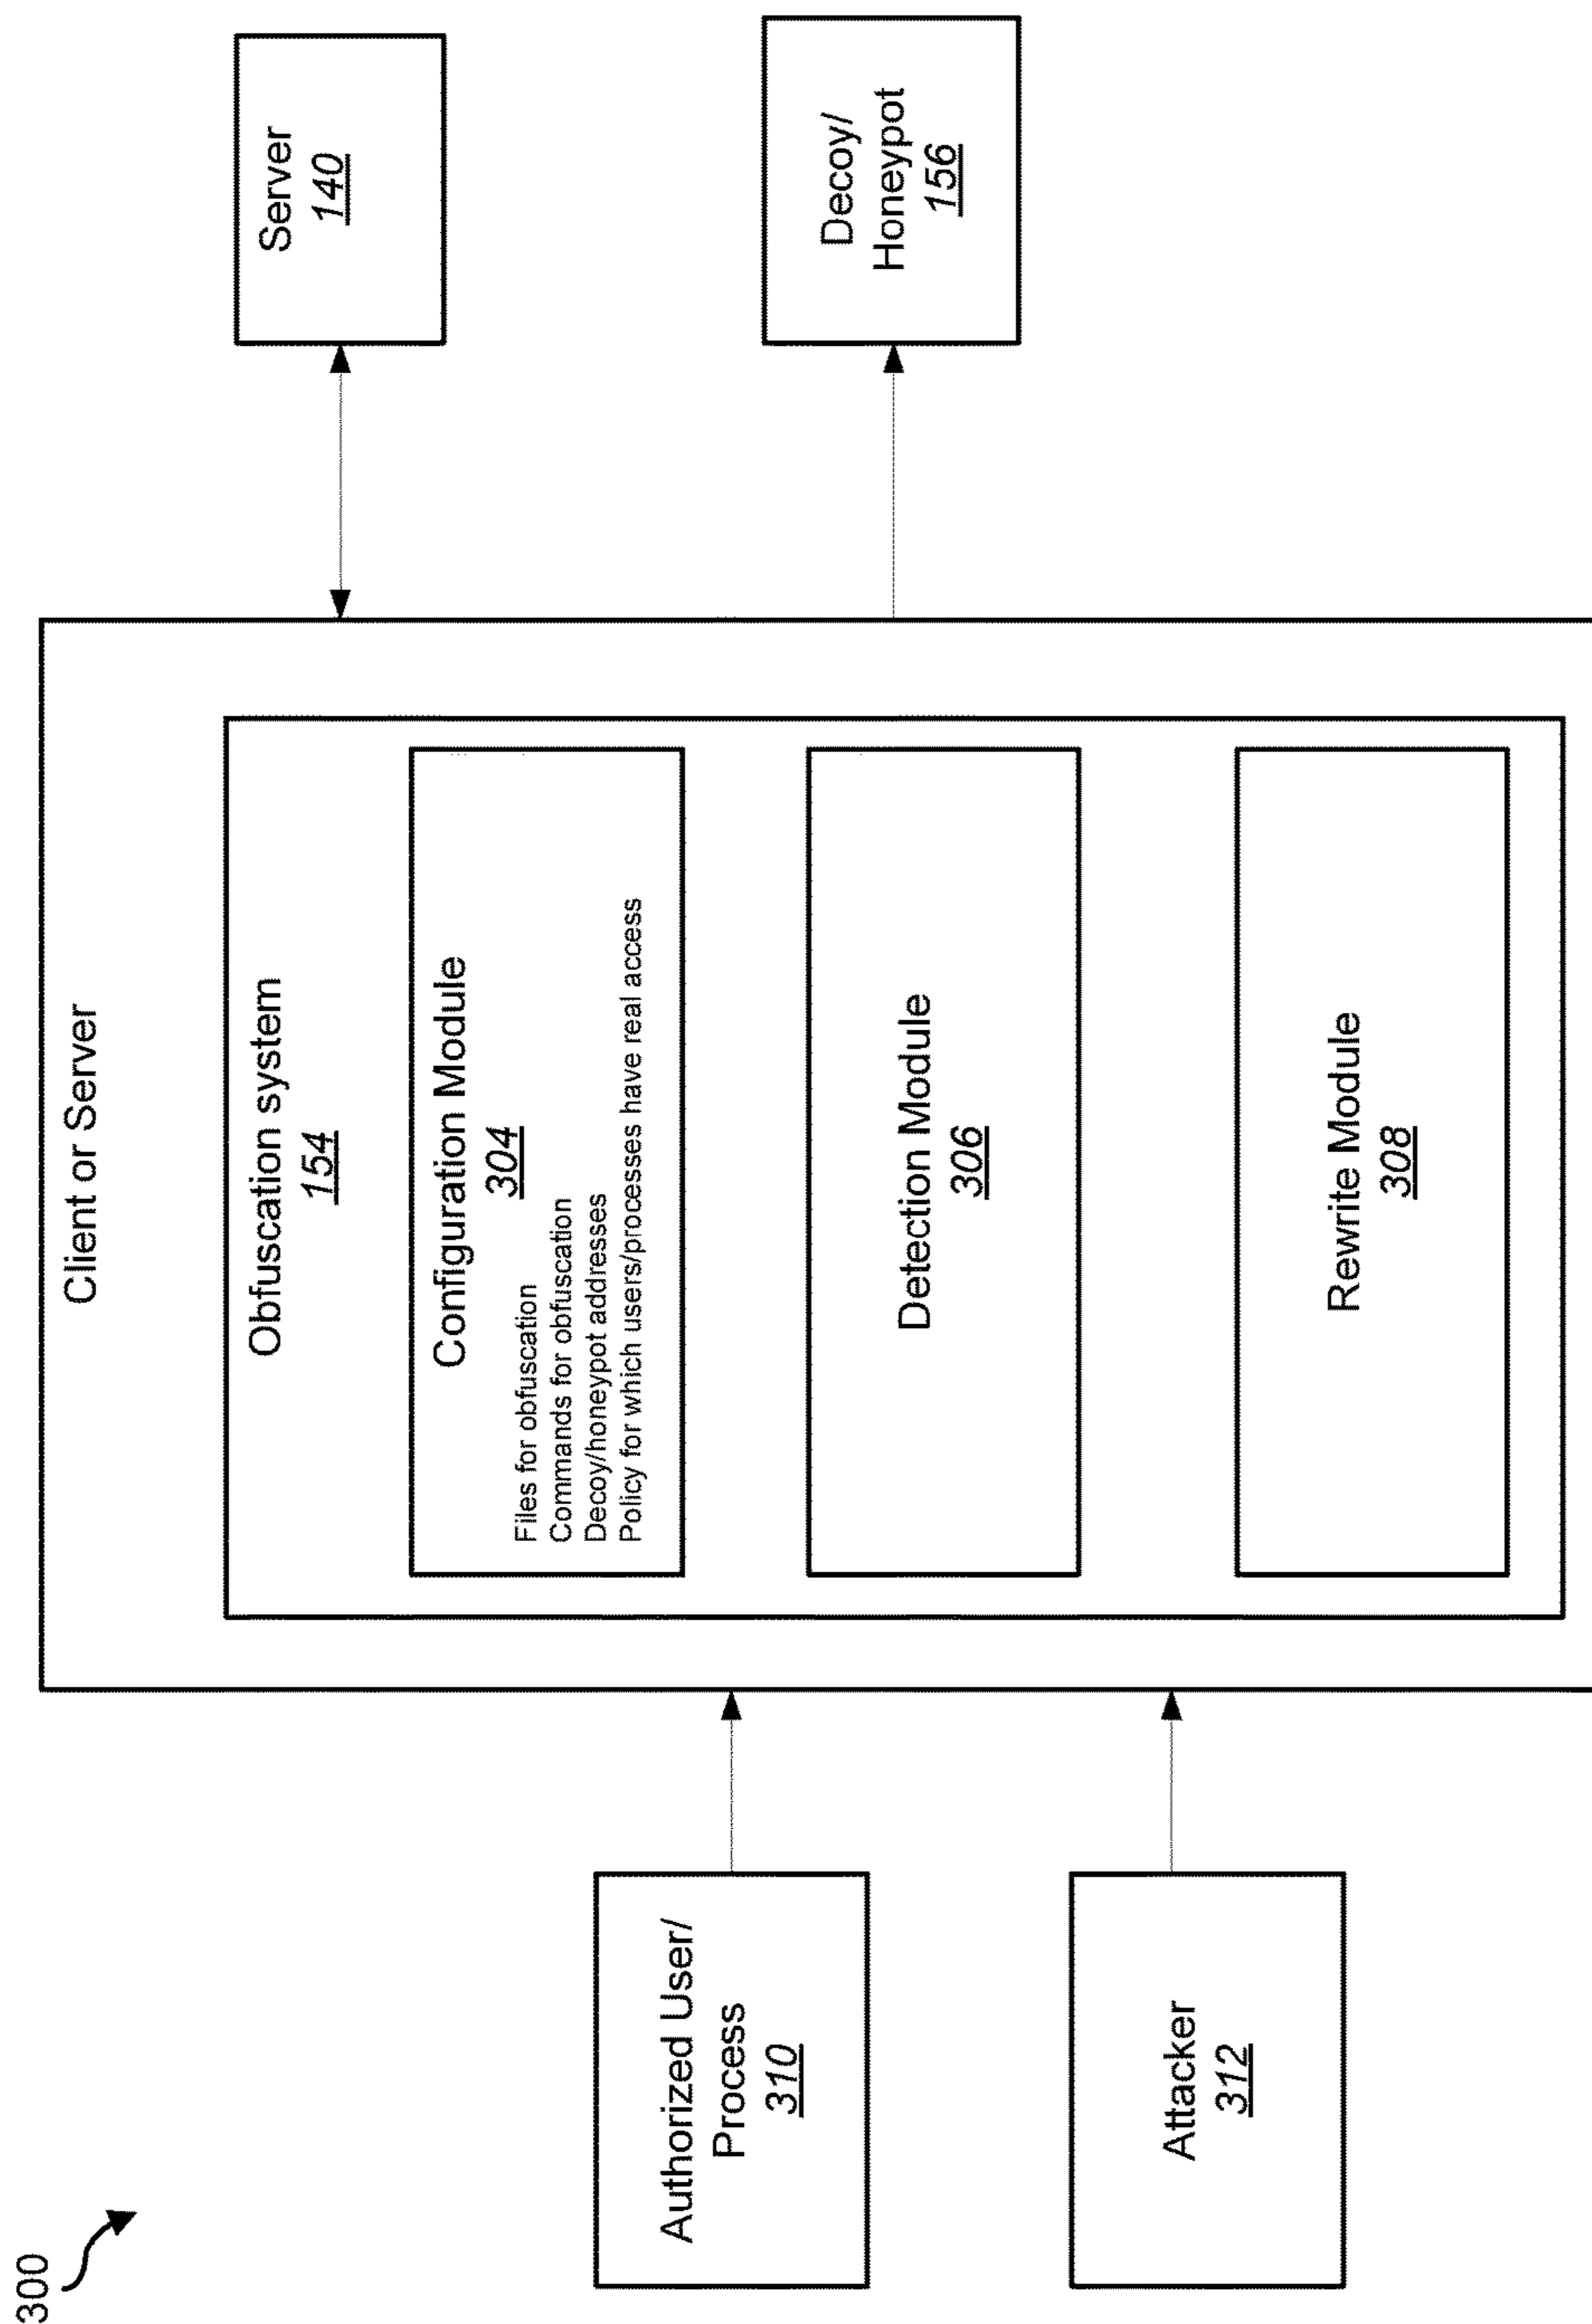 300
Authorized User/
Process
310
Attacker
312
Client or Server
Obfuscation system
154
Configuration Module
304
Files for obfuscation
Commands for obfuscation
Decoy/honeypot addresses
Policy for which users/processes have real access
Detection Module
306
Rewrite Module
308
Server
140
Decoy/
Honeypot
156